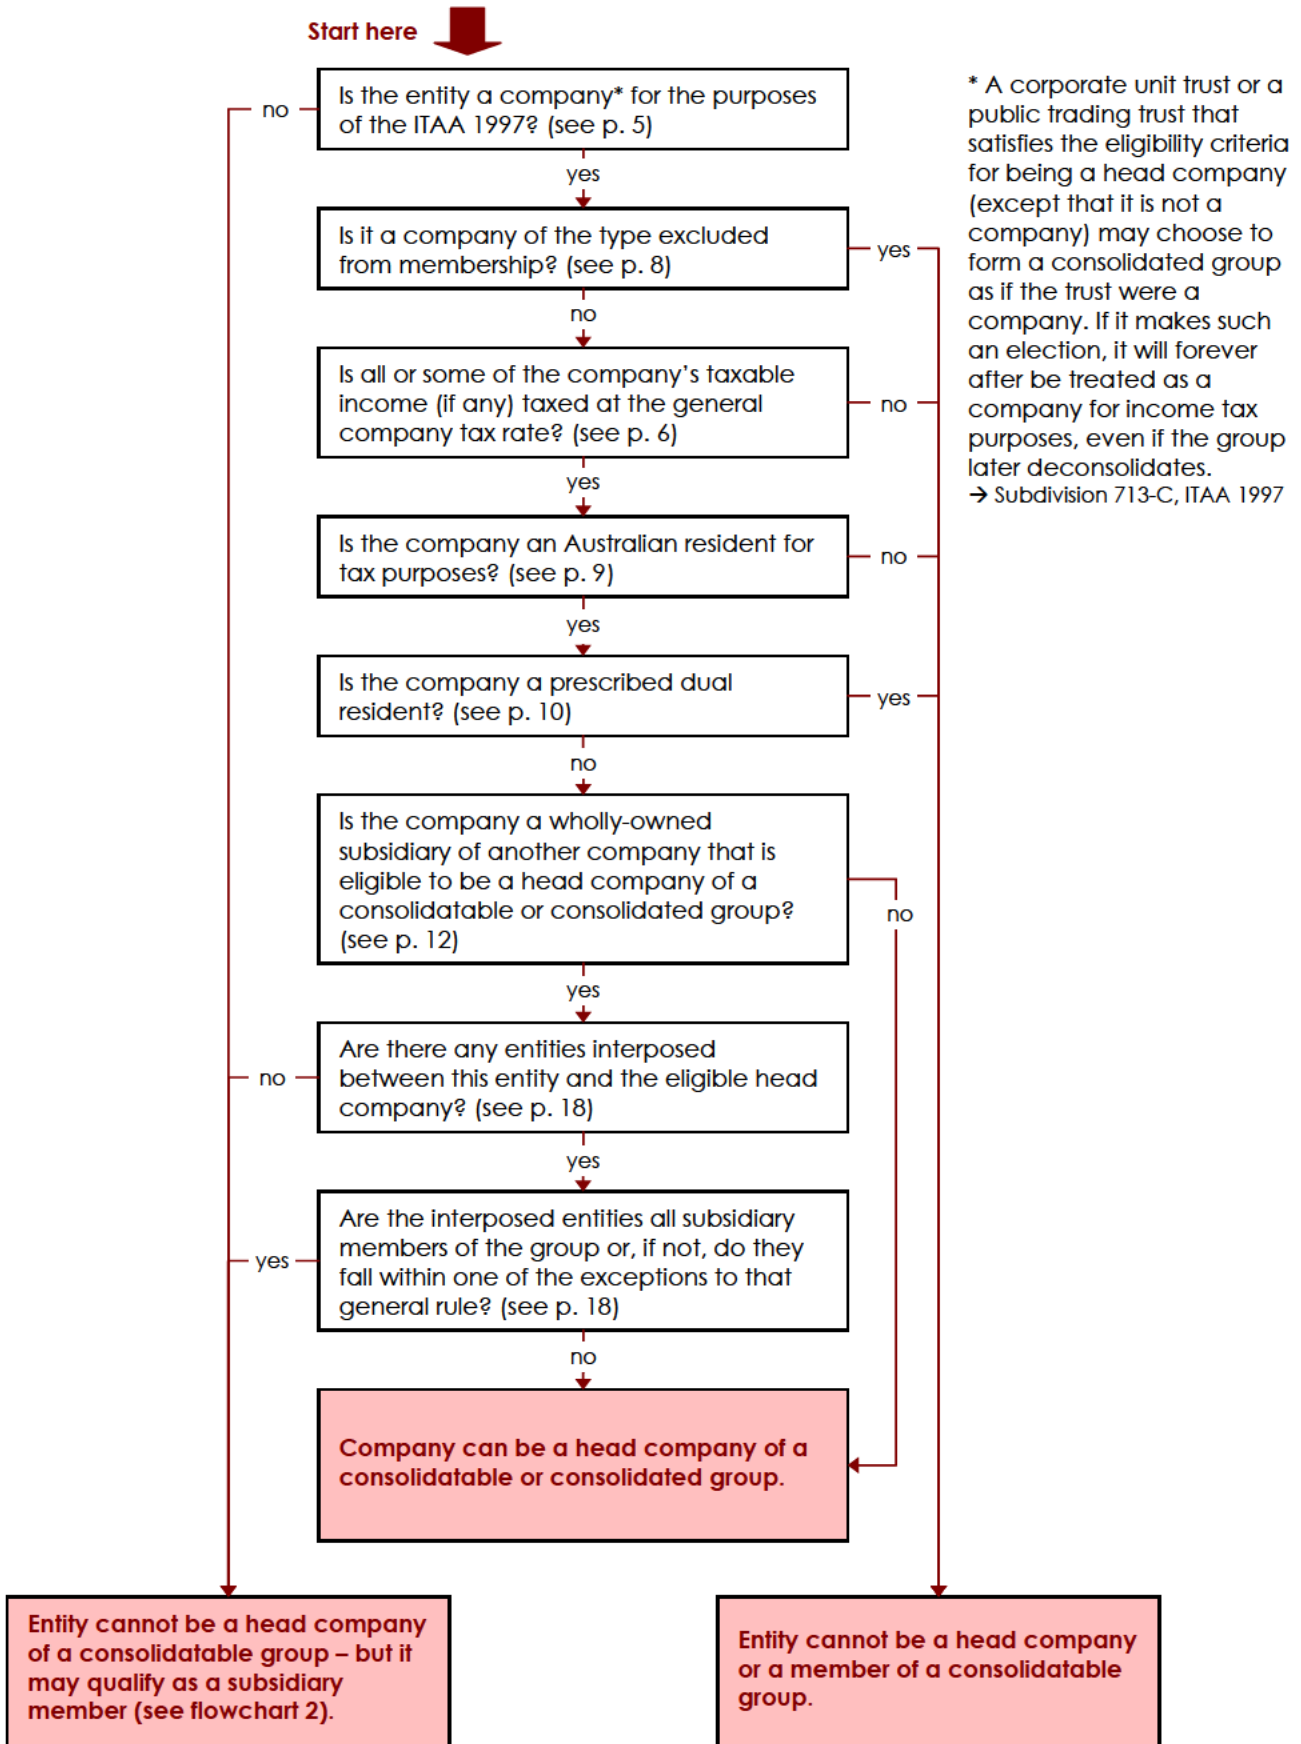 Start here
Is the entity a company* for the purposes
of the ITAA 1997? (see p. 5)
no
yes
Is it a company of the type excluded
from membership? (see p. 8)
yes
no
Is all or some of the company's taxable
income (if any) taxed at the general
company tax rate? (see p. 6)
no
yes
Is the company an Australian resident for
tax purposes? (see p. 9)
no
yes
Is the company a prescribed dual
resident? (see p. 10)
yes
no
Is the company a wholly-owned
subsidiary of another company that is
eligible to be a head company of a
consolidatable or consolidated group?
(see p. 12)
no
yes
Are there any entities interposed
between this entity and the eligible head
company? (see p. 18)
no
yes
Are the interposed entities all subsidiary
members of the group or, if not, do they
fall within one of the exceptions to that
general rule? (see p. 18)
yes
no
Company can be a head company of a
consolidatable or consolidated group.
Entity cannot be a head company
of a consolidatable group – but it
may qualify as a subsidiary
member (see flowchart 2).
Entity cannot be a head company
or a member of a consolidatable
group.
* A corporate unit trust or a
public trading trust that
satisfies the eligibility criteria
for being a head company
(except that it is not a
company) may choose to
form a consolidated group
as if the trust were a
company. If it makes such
an election, it will forever
after be treated as a
company for income tax
purposes, even if the group
later deconsolidates.
→ Subdivision 713-C, ITAA 1997